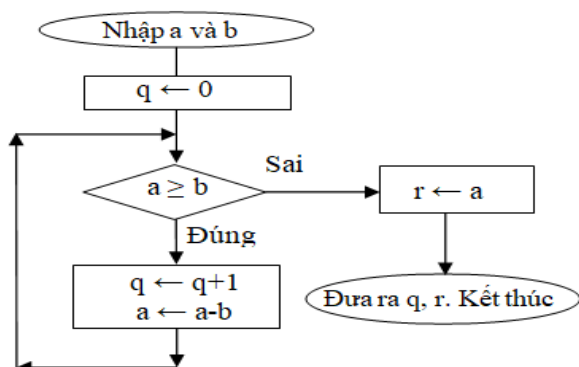 Nhập a và b
q ← 0
a ≥ b
Sai
r ← a
Đúng
q ← q+1
a ← a-b
Đưa ra q, r. Kết thúc